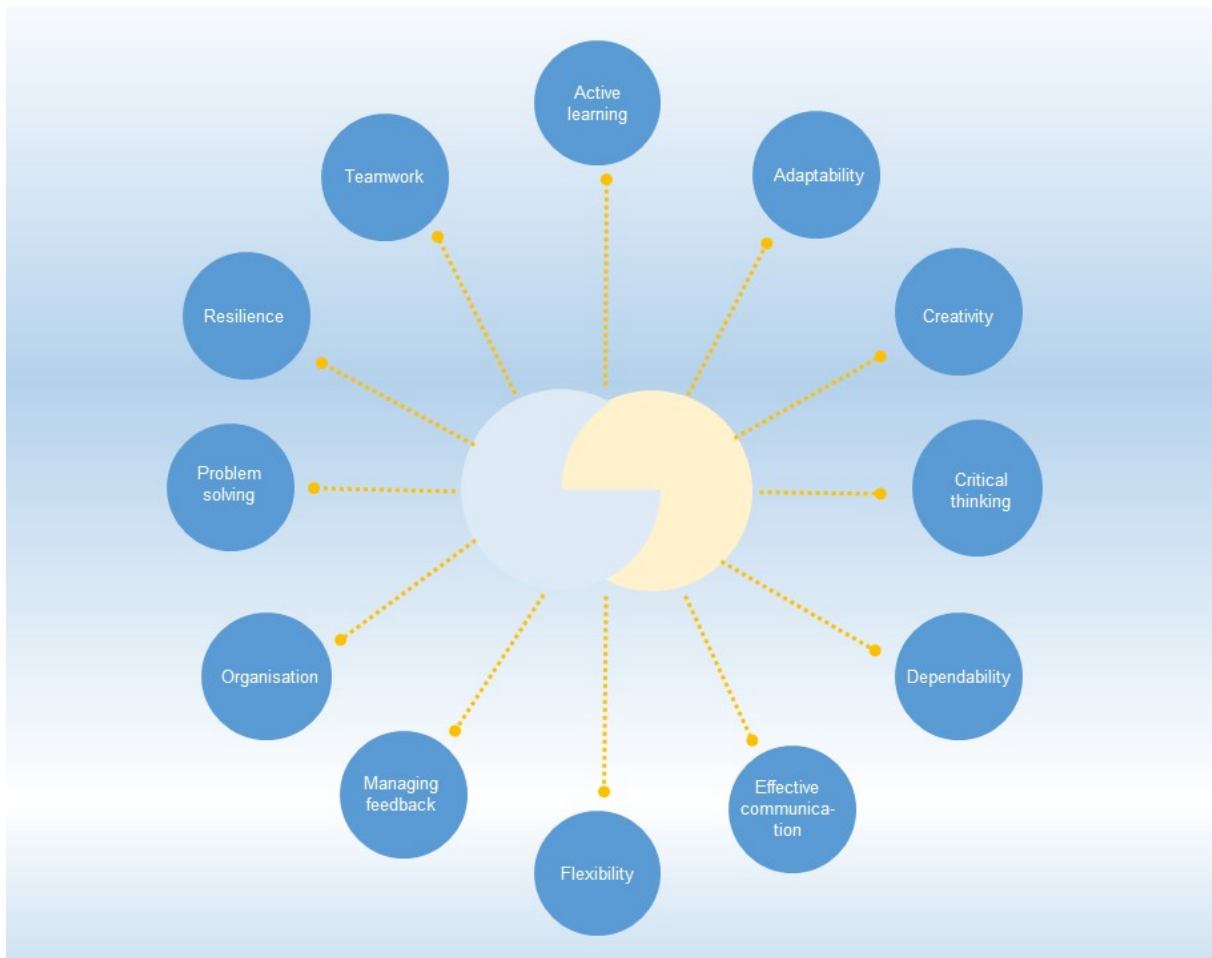 Active
learning
Adaptability
Creativity
Critical
thinking
Dependability
Effective
communica-
tion
Flexibility
Managing
feedback
Organisation
Problem
solving
Resilience
Teamwork